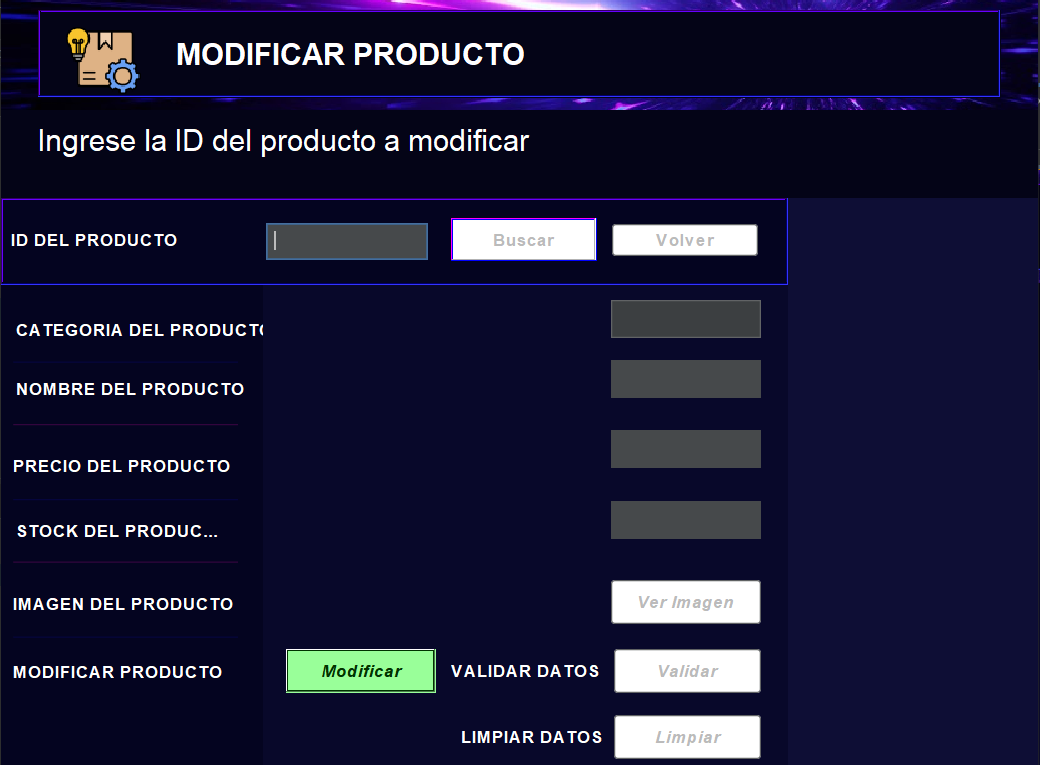 MODIFICAR PRODUCTO
Ingrese la ID del producto a modificar
ID DEL PRODUCTO Buscar Volver
CATEGORIA DEL PRODUCTO
NOMBRE DEL PRODUCTO
PRECIO DEL PRODUCTO
STOCK DEL PRODUC...
IMAGEN DEL PRODUCTO Ver Imagen
MODIFICAR PRODUCTO Modificar VALIDAR DATOS Validar
LIMPIAR DATOS Limpiar